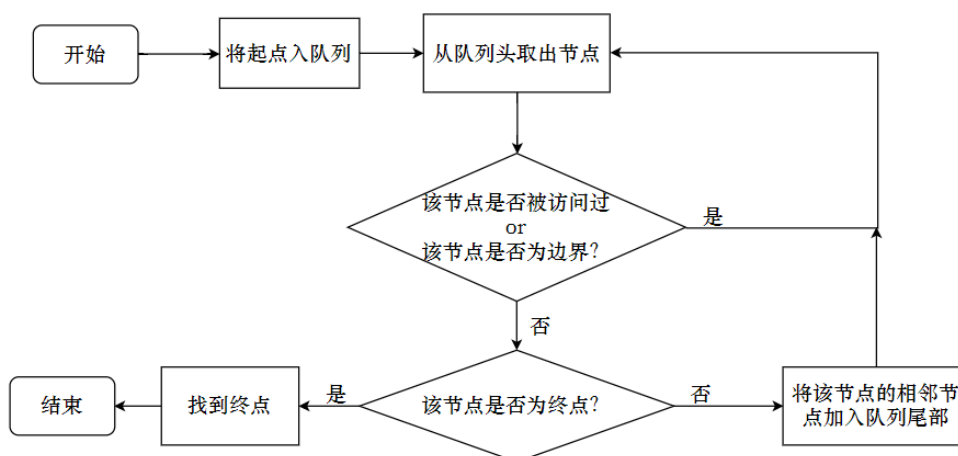 开始
将起点入队列
从队列头取出节点
该节点是否被访问过
or
该节点是否为边界?
是
否
结束
找到终点
是
该节点是否为终点?
否
将该节点的相邻节
点加入队列尾部